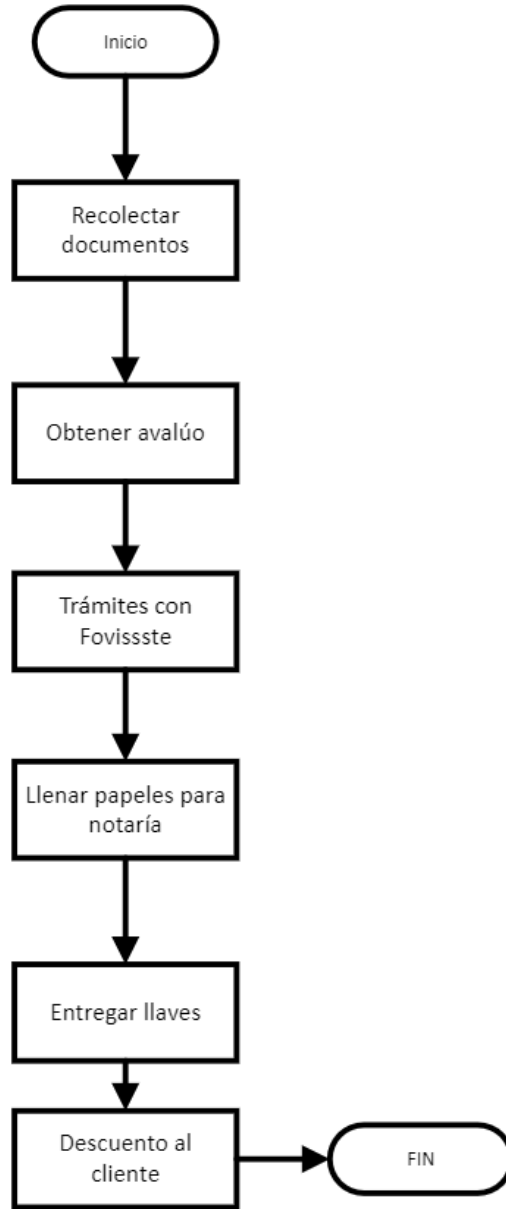 Inicio
Recolectar
documentos
Obtener avalúo
Trámites con
Fovissste
Llenar papeles para
notaría
Entregar llaves
Descuento al
cliente
FIN